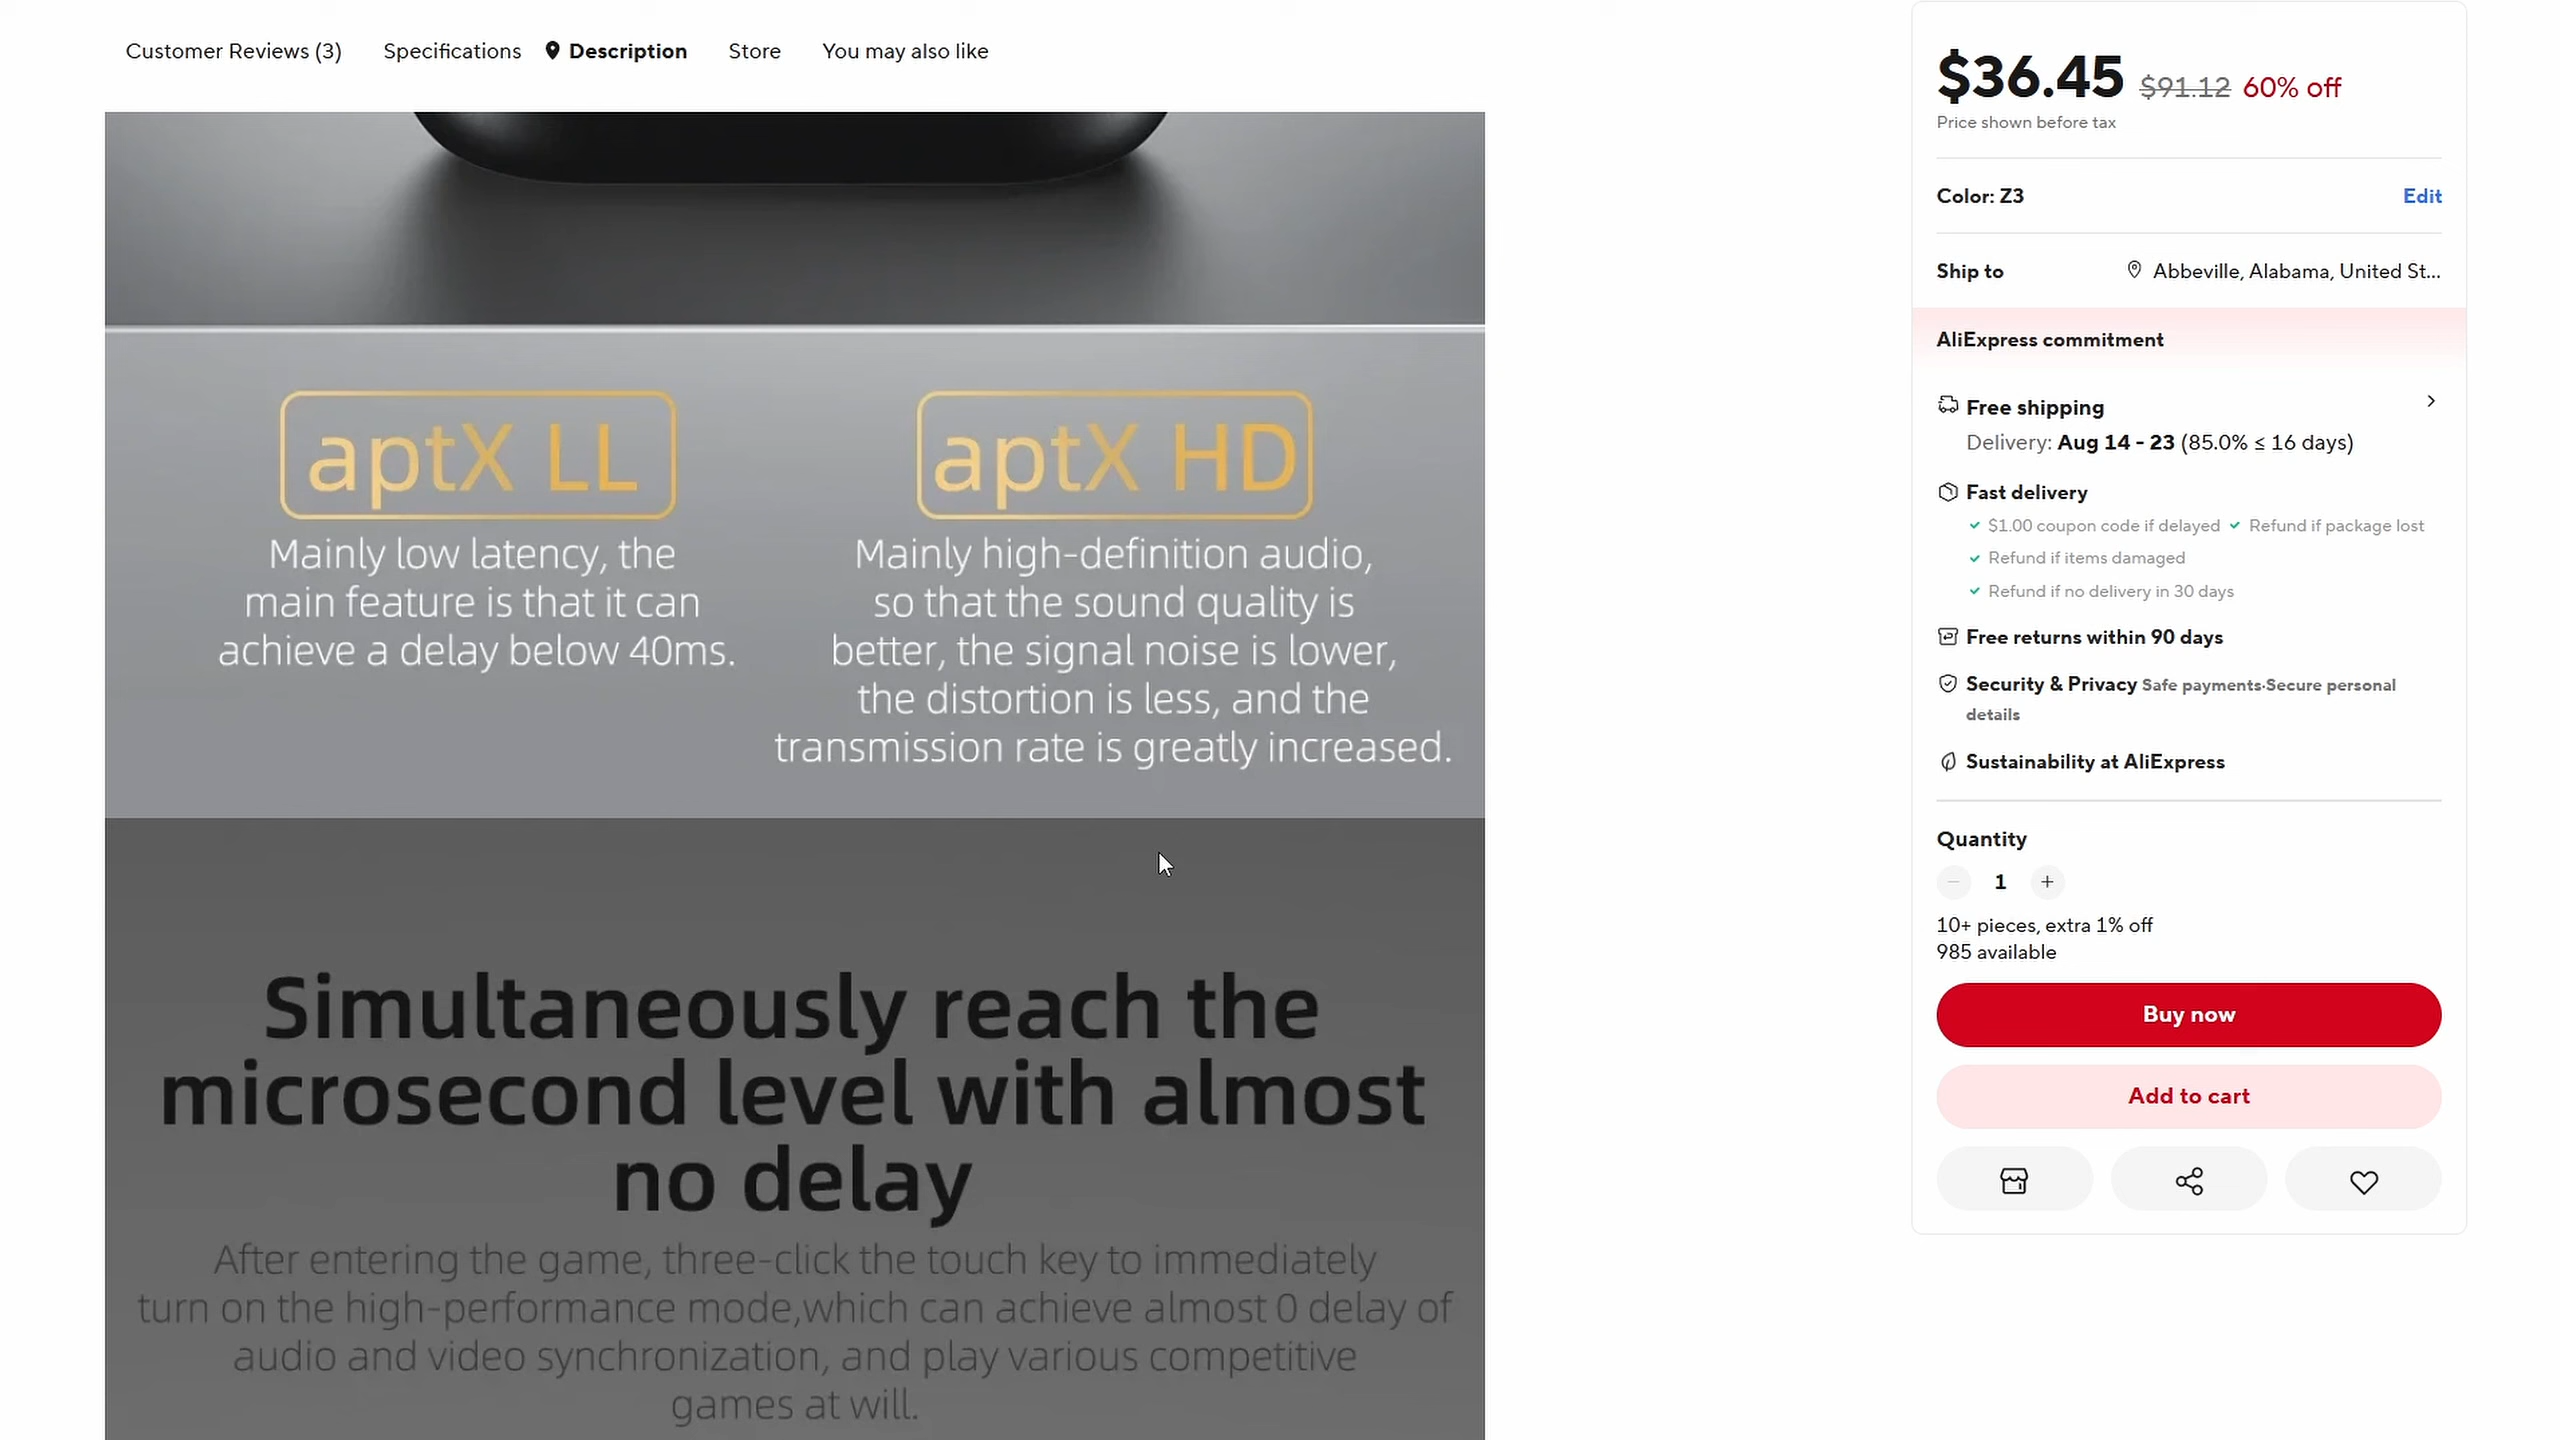 Customer Reviews (3) Specifications Description Store You may also like
aptX LL
Mainly low latency, the
main feature is that it can
achieve a delay below 40ms.
aptX HD
Mainly high-definition audio,
so that the sound quality is
better, the signal noise is lower,
the distortion is less, and the
transmission rate is greatly increased.
Simultaneously reach the
microsecond level with almost
no delay
After entering the game, three-click the touch key to immediately
turn on the high-performance mode,which can achieve almost 0 delay of
audio and video synchronization, and play various competitive
games at will.
$36.45 $91.12 60% off
Price shown before tax
Color: Z3 Edit
Ship to Abbeville, Alabama, United St...
AliExpress commitment
Free shipping
Delivery: Aug 14 - 23 (85.0% ≤ 16 days)
Fast delivery
$1.00 coupon code if delayed Refund if package lost
Refund if items damaged
Refund if no delivery in 30 days
Free returns within 90 days
Security & Privacy Safe payments·Secure personal
details
Sustainability at AliExpress
Quantity
1
10+ pieces, extra 1% off
985 available
Buy now
Add to cart